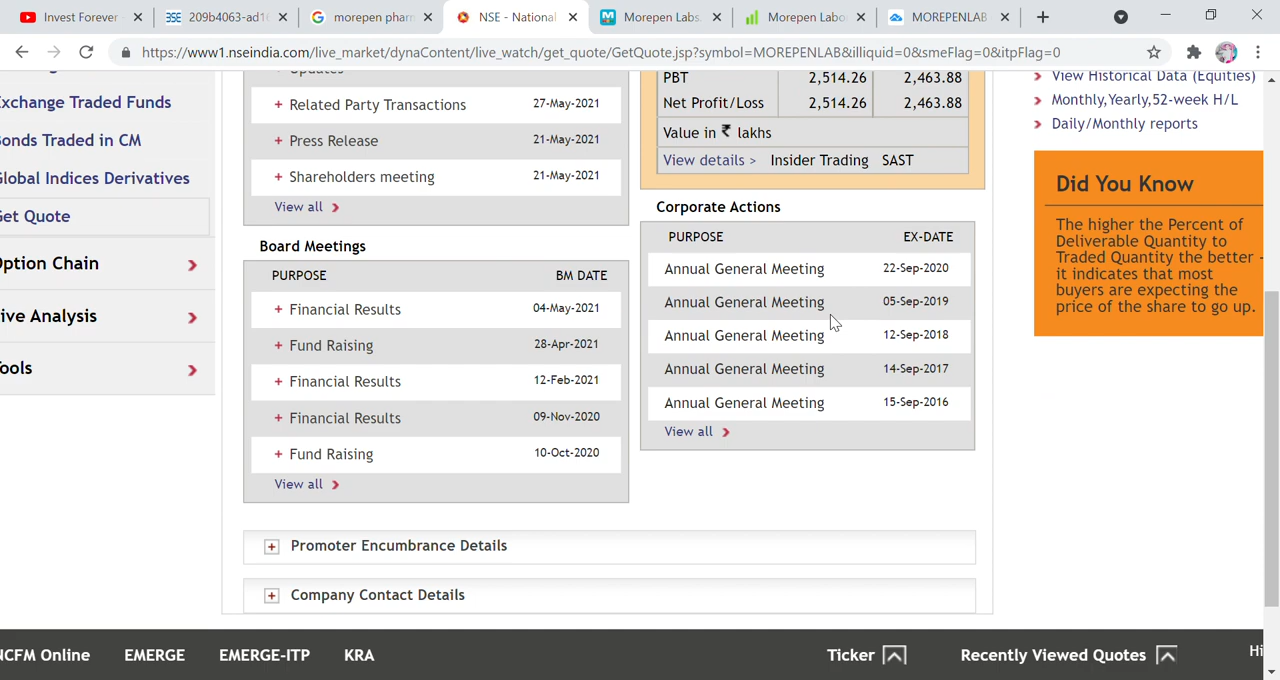 Invest Forever
209b4063-ad1
morepen phar
NSE - National
Morepen Labs.
Morepen Labo
MOREPENLAB
https://www1.nseindia.com/live_market/dynaContent/live_watch/get_quote/GetQuote.jsp?symbol=MOREPENLAB&illiquid=0&smeFlag=0&itpFlag=0
Exchange Traded Funds
Bonds Traded in CM
Global Indices Derivatives
Get Quote
Option Chain
Live Analysis
Tools
Updates
+ Related Party Transactions 27-May-2021
+ Press Release 21-May-2021
+ Shareholders meeting 21-May-2021
View all
Board Meetings
PURPOSE BM DATE
+ Financial Results 04-May-2021
+ Fund Raising 28-Apr-2021
+ Financial Results 12-Feb-2021
+ Financial Results 09-Nov-2020
+ Fund Raising 10-Oct-2020
View all
PBT 2,514.26 2,463.88
Net Profit/Loss 2,514.26 2,463.88
Value in ₹ lakhs
View details > Insider Trading SAST
Corporate Actions
PURPOSE EX-DATE
Annual General Meeting 22-Sep-2020
Annual General Meeting 05-Sep-2019
Annual General Meeting 12-Sep-2018
Annual General Meeting 14-Sep-2017
Annual General Meeting 15-Sep-2016
View all
View Historical Data (Equities)
Monthly,Yearly,52-week H/L
Daily/Monthly reports
Did You Know
The higher the Percent of
Deliverable Quantity to
Traded Quantity the better -
it indicates that most
buyers are expecting the
price of the share to go up.
+ Promoter Encumbrance Details
+ Company Contact Details
NCFM Online EMERGE EMERGE-ITP KRA Ticker Recently Viewed Quotes Hi